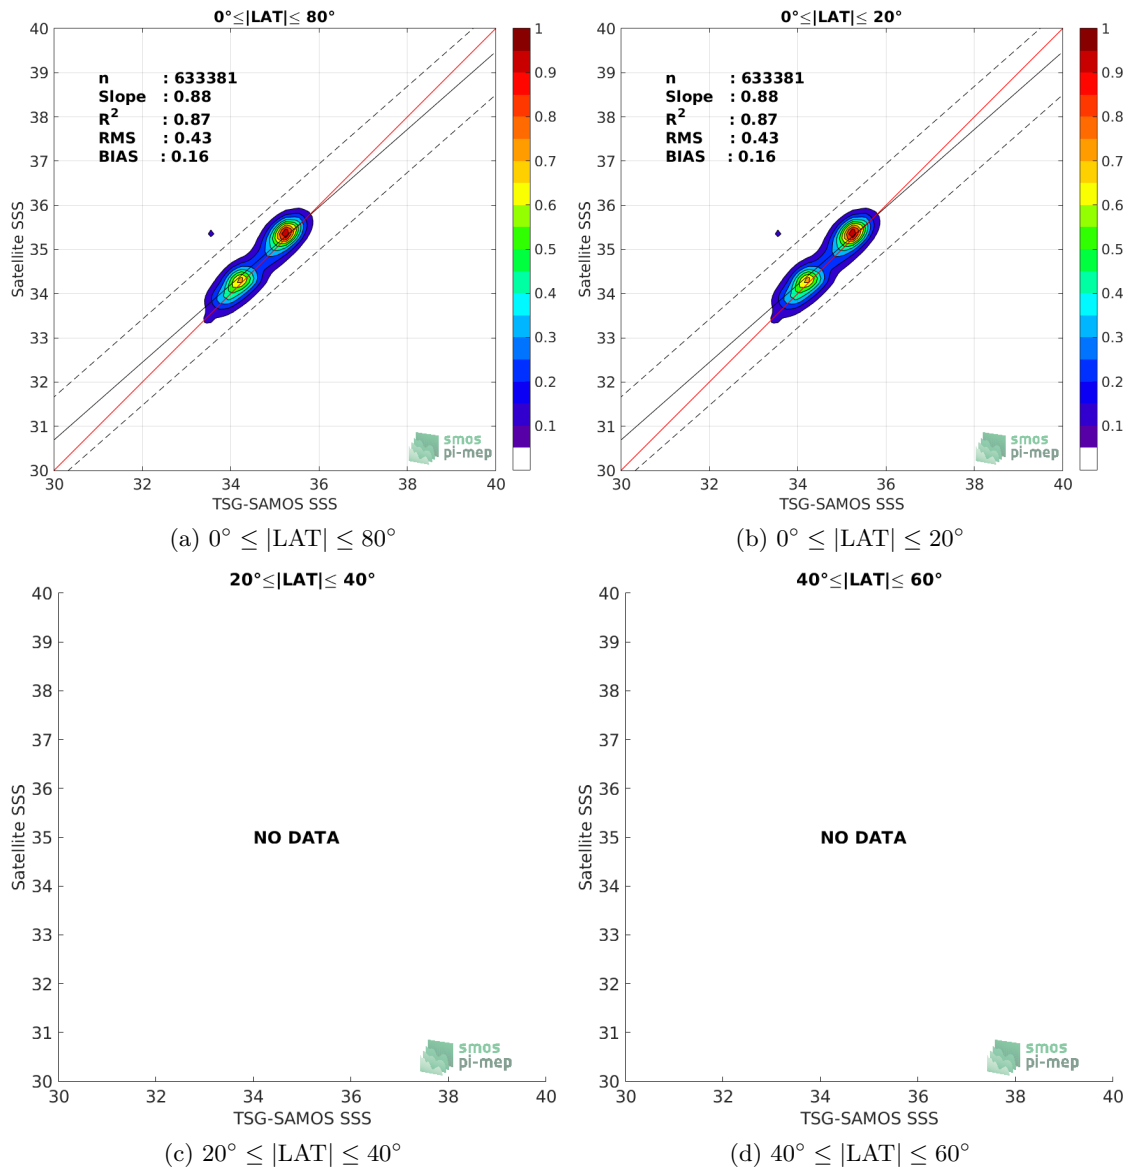 0°≤|LAT|≤ 80°
40
39
38
37
36
35
34
33
32
31
30
Satellite SSS
n : 633381
Slope : 0.88
R² : 0.87
RMS : 0.43
BIAS : 0.16
smos
pi-mep
30 32 34 36 38 40
TSG-SAMOS SSS
1
0.9
0.8
0.7
0.6
0.5
0.4
0.3
0.2
0.1
(a) 0° ≤ |LAT| ≤ 80°
0°≤|LAT|≤ 20°
40
39
38
37
36
35
34
33
32
31
30
Satellite SSS
n : 633381
Slope : 0.88
R² : 0.87
RMS : 0.43
BIAS : 0.16
smos
pi-mep
30 32 34 36 38 40
TSG-SAMOS SSS
1
0.9
0.8
0.7
0.6
0.5
0.4
0.3
0.2
0.1
(b) 0° ≤ |LAT| ≤ 20°
20°≤|LAT|≤ 40°
40
39
38
37
36
35
34
33
32
31
30
Satellite SSS
NO DATA
smos
pi-mep
30 32 34 36 38 40
TSG-SAMOS SSS
(c) 20° ≤ |LAT| ≤ 40°
40°≤|LAT|≤ 60°
40
39
38
37
36
35
34
33
32
31
30
Satellite SSS
NO DATA
smos
pi-mep
30 32 34 36 38 40
TSG-SAMOS SSS
(d) 40° ≤ |LAT| ≤ 60°